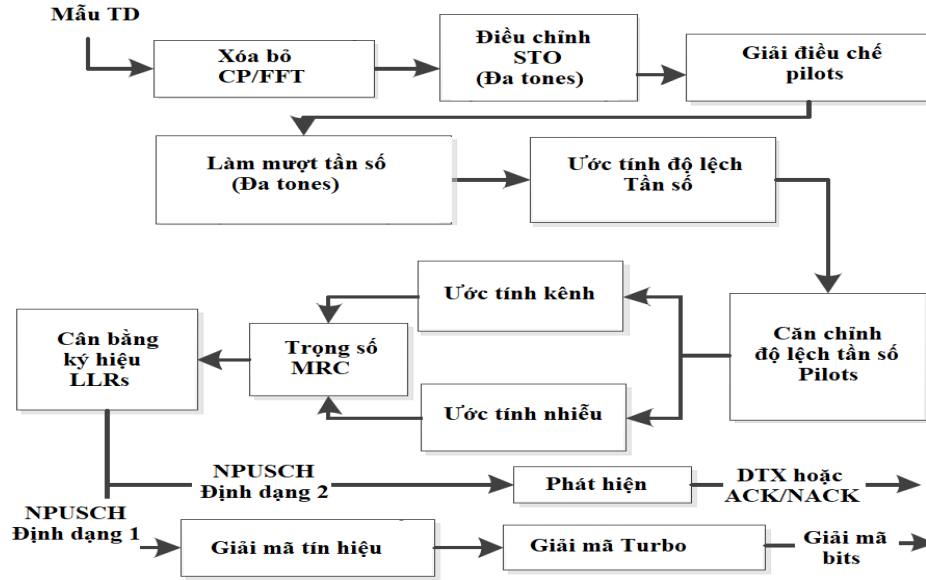 Mẫu TD
Xóa bỏ
CP/FFT
Điều chỉnh
STO
(Đa tones)
Giải điều chế
pilots
Làm mượt tần số
(Đa tones)
Ước tính độ lệch
Tần số
Ước tính kênh
Cân bằng
ký hiệu
LLRs
Trọng số
MRC
Căn chỉnh
độ lệch tần số
Pilots
Ước tính nhiễu
NPUSCH
Định dạng 2
Phát hiện
DTX hoặc
ACK/NACK
NPUSCH
Định dạng 1
Giải mã tín hiệu
Giải mã Turbo
Giải mã
bits